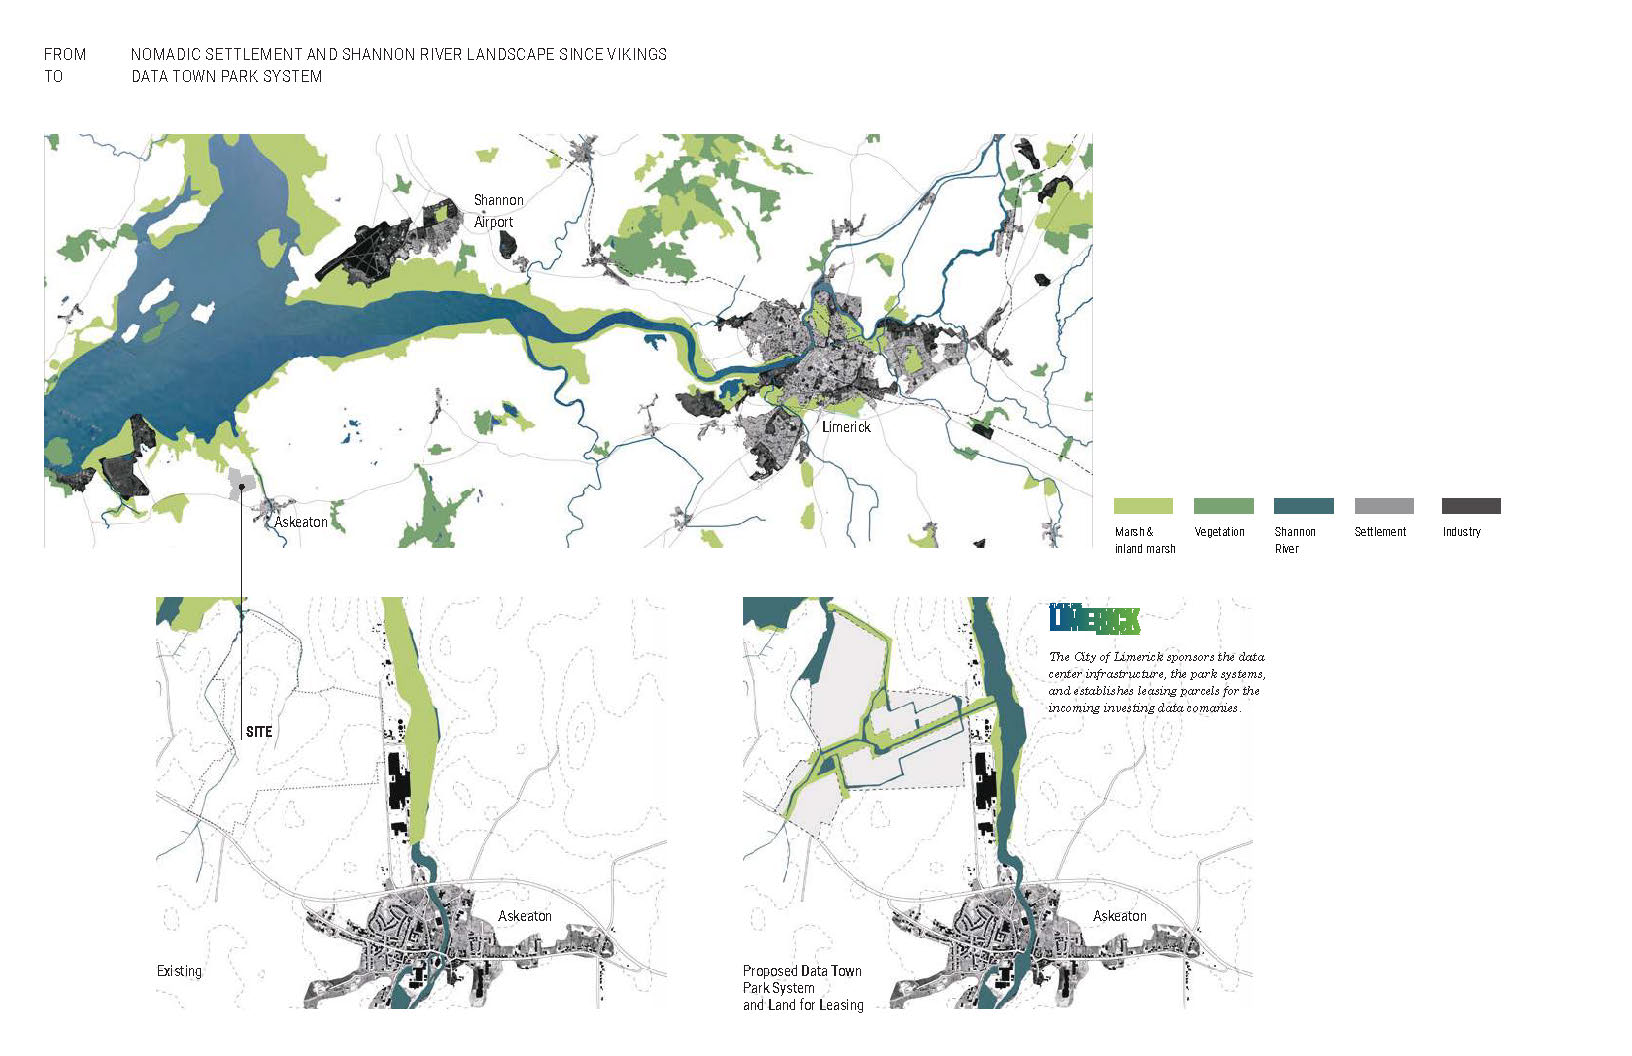 FROM NOMADIC SETTLEMENT AND SHANNON RIVER LANDSCAPE SINCE VIKINGS
TO DATA TOWN PARK SYSTEM
Shannon
Airport
Limerick
Askeaton
Marsh &
inland marsh
Vegetation
Shannon
River
Settlement
Industry
SITE
Askeaton
Existing
LIMERICK
The City of Limerick sponsors the data
center infrastructure, the park systems,
and establishes leasing parcels for the
incoming investing data comanies.
Askeaton
Proposed Data Town
Park System
and Land for Leasing